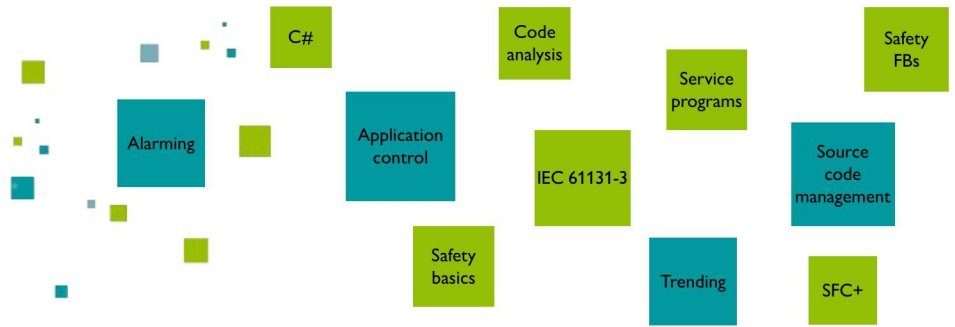 C#
Code
analysis
Safety
FBs
Service
programs
Alarming
Application
control
IEC 61131-3
Source
code
management
Safety
basics
Trending
SFC+